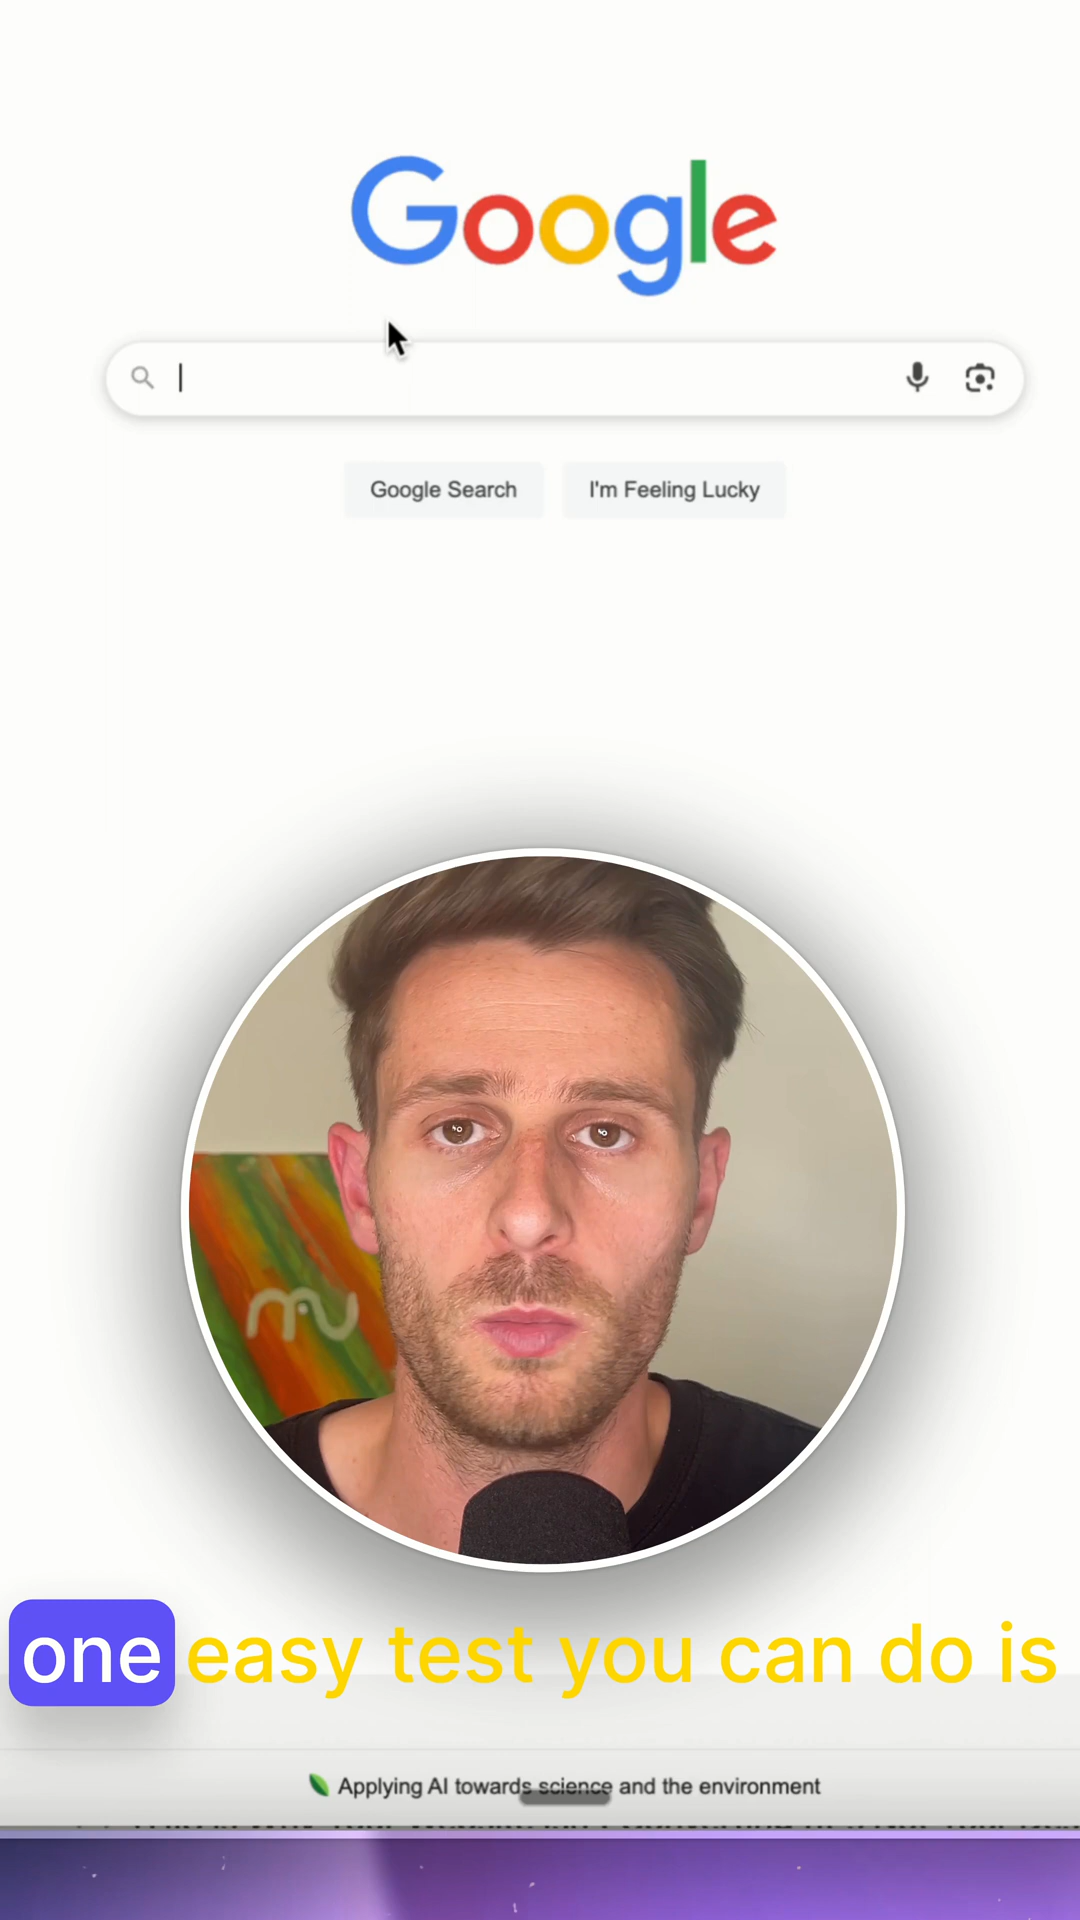 Google
Google Search
I'm Feeling Lucky
one easy test you can do is
Applying AI towards science and the environment